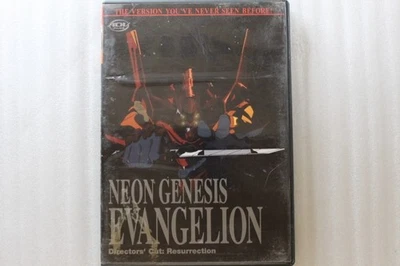 THE VERSION YOU'VE NEVER SEEN BEFORE!
NEON GENESIS
EVANGELION
Directors' Cut: Resurrection